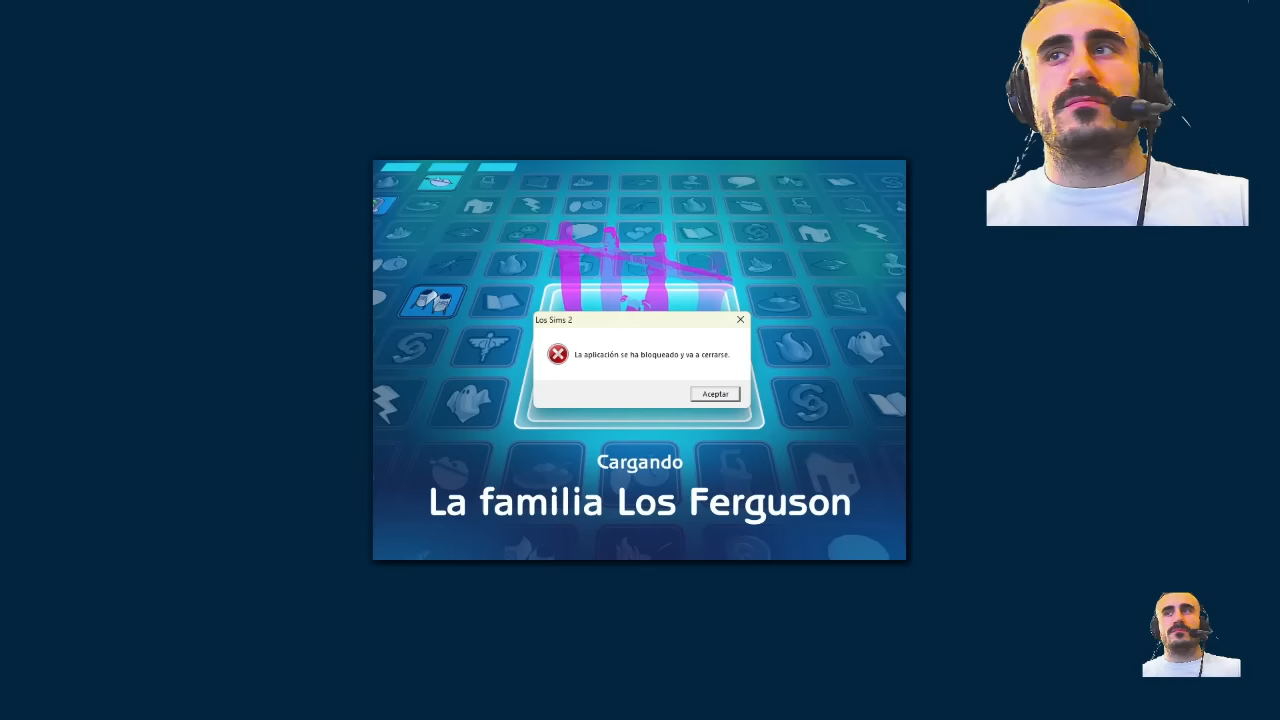 Los Sims 2
La aplicación se ha bloqueado y va a cerrarse.
Aceptar
Cargando
La familia Los Ferguson